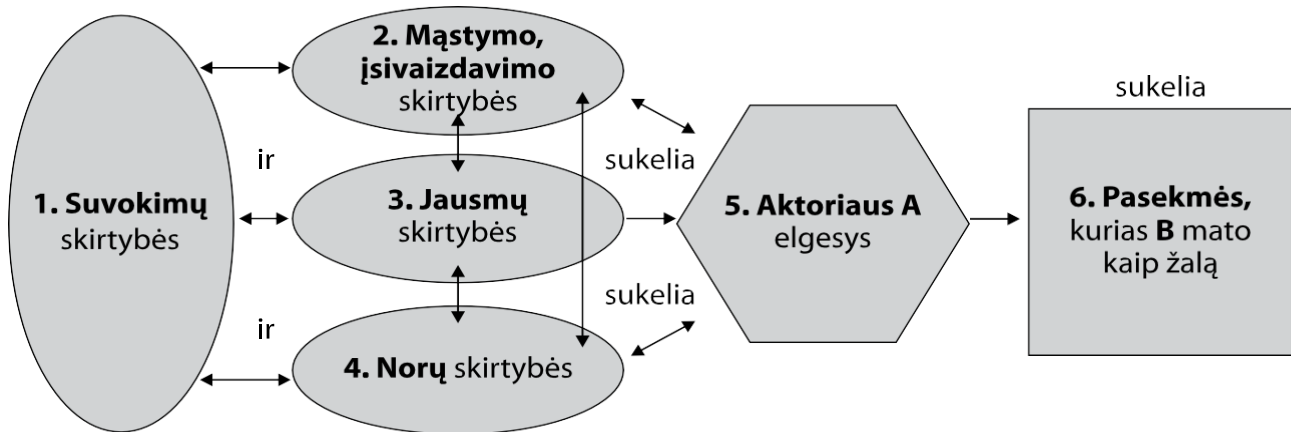 1. Suvokimų
skirtybės
ir
ir
2. Mąstymo,
įsivaizdavimo
skirtybės
3. Jausmų
skirtybės
4. Norų skirtybės
sukelia
sukelia
5. Aktoriaus A
elgesys
sukelia
6. Pasekmės,
kurias B mato
kaip žalą